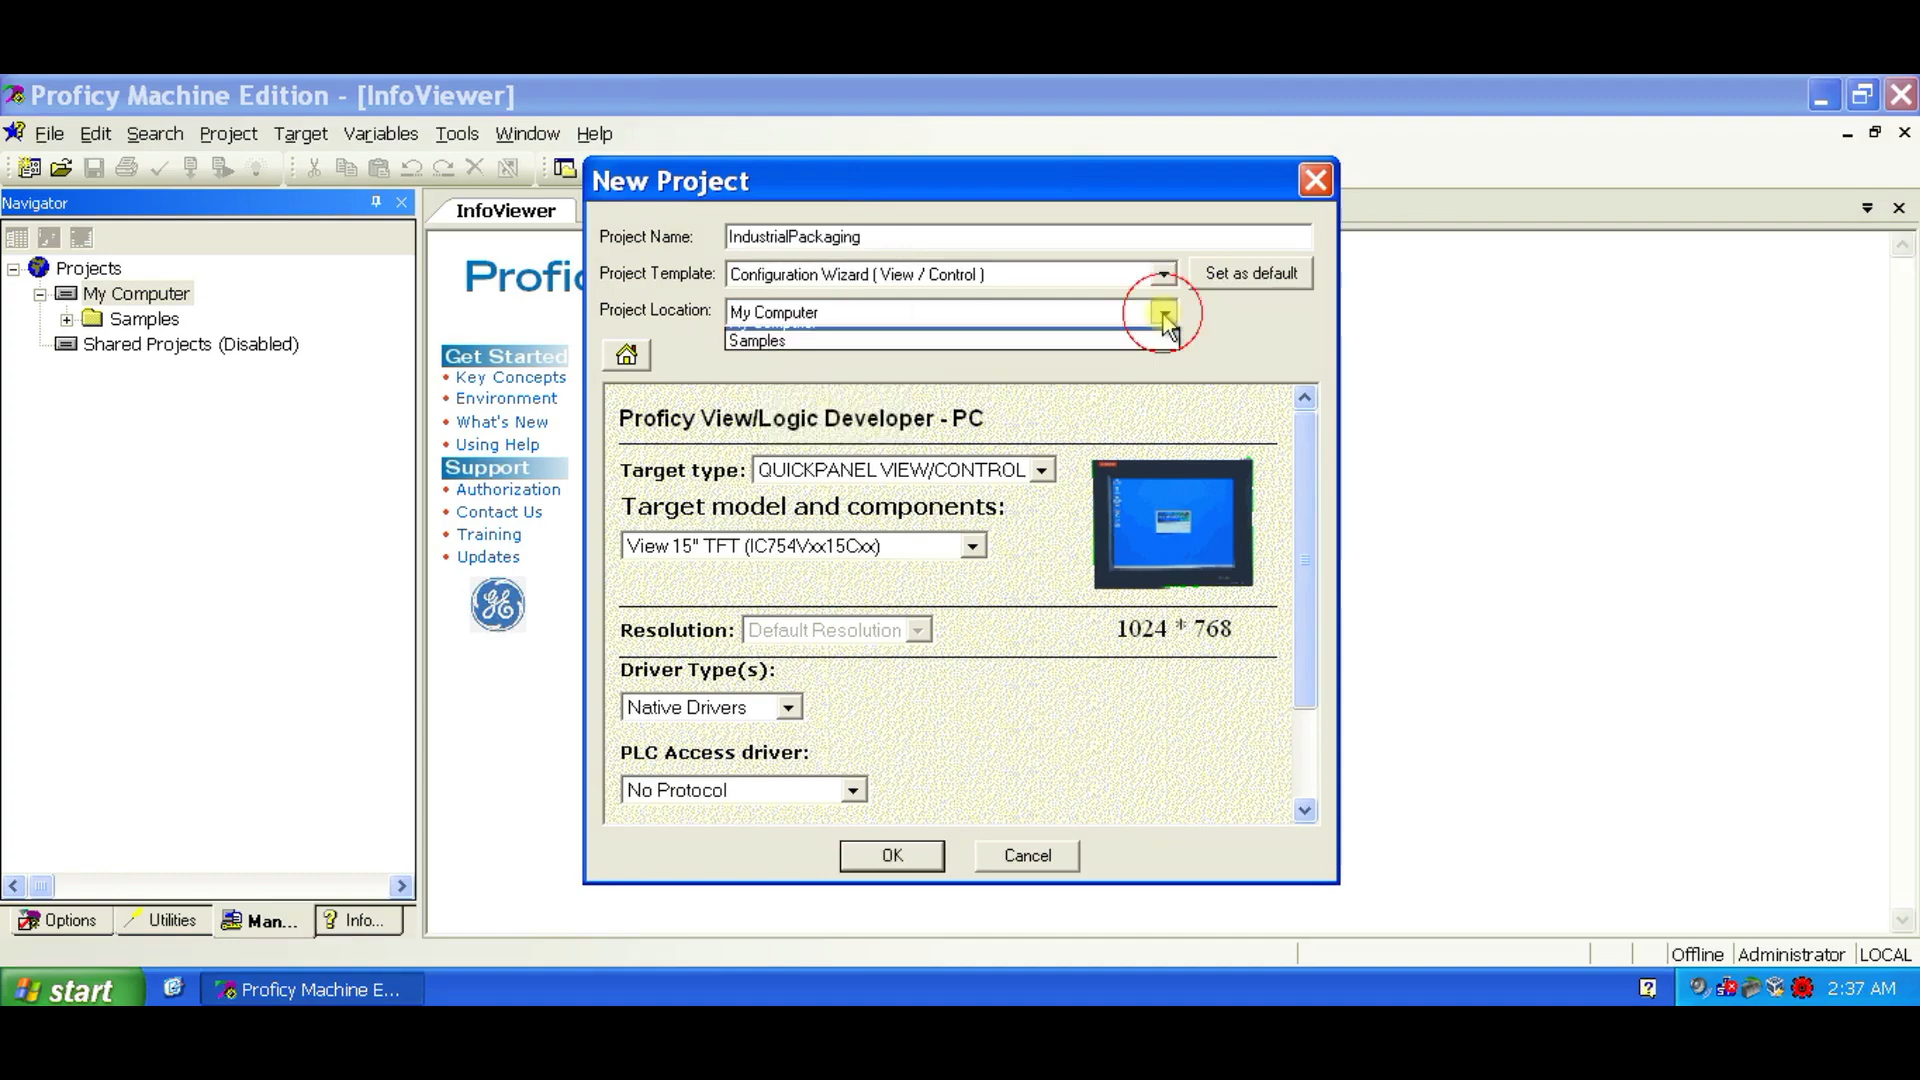 Proficy Machine Edition - [InfoViewer]
File Edit Search Project Target Variables Tools Window Help
Navigator
InfoViewer
Projects
My Computer
Samples
Shared Projects (Disabled)
Profic
Get Started
Key Concepts
Environment
What's New
Using Help
Support
Authorization
Contact Us
Training
Updates
New Project
Project Name: IndustrialPackaging
Project Template: Configuration Wizard ( View / Control ) Set as default
Project Location: My Computer
My Computer
Samples
Proficy View/Logic Developer - PC
Target type: QUICKPANEL VIEW/CONTROL
Target model and components:
View 15" TFT (IC754Vxx15Cxx)
Resolution: Default Resolution 1024 * 768
Driver Type(s):
Native Drivers
PLC Access driver:
No Protocol
OK Cancel
Options Utilities Man... Info...
Offline Administrator LOCAL
start Proficy Machine E... 2:37 AM